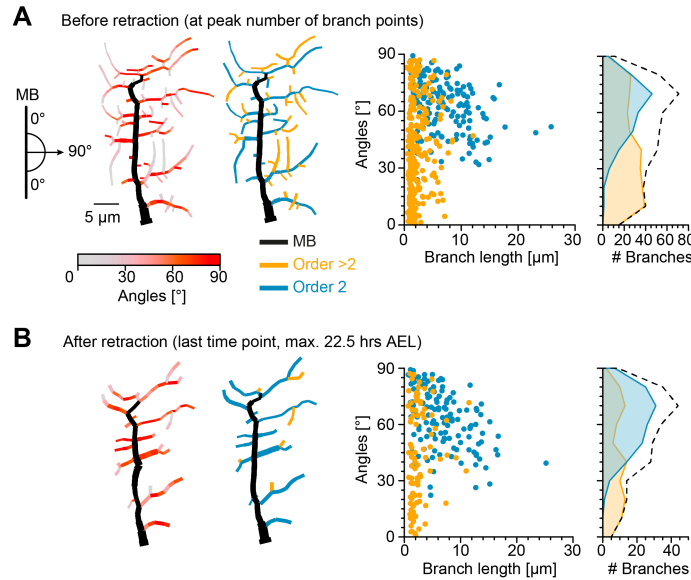 A Before retraction (at peak number of branch points)
MB
0°
90°
0°
5 µm
0 30 60 90
Angles [°]
MB
Order >2
Order 2
Angles [°]
90
60
30
0
0 10 20 30
Branch length [µm]
0 20 40 60 80
# Branches
B After retraction (last time point, max. 22.5 hrs AEL)
Angles [°]
90
60
30
0
0 10 20 30
Branch length [µm]
0 20 40
# Branches